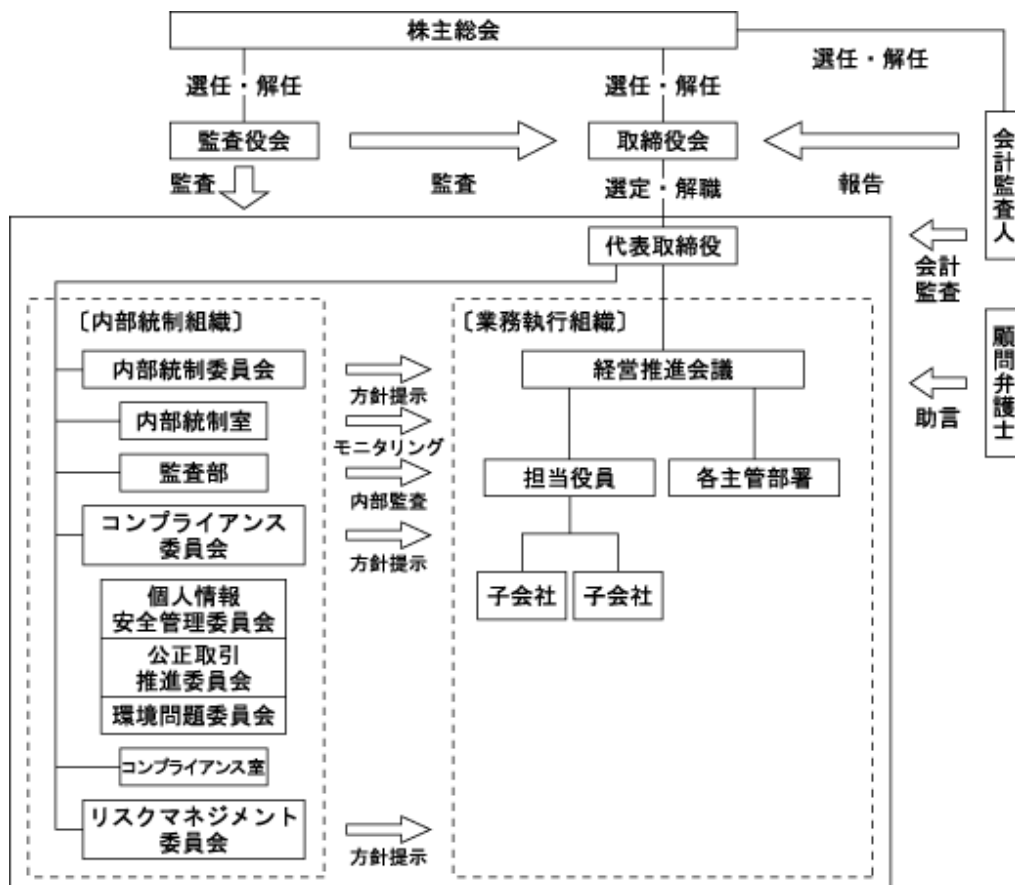 株主総会
選任・解任
選任・解任
選任・解任
監査役会
取締役会
会計監査人
監査
監査
選定・解職
報告
代表取締役
会計
監査
〔内部統制組織〕
〔業務執行組織〕
顧問弁護士
内部統制委員会
方針提示
経営推進会議
助言
内部統制室
モニタリング
監査部
内部監査
担当役員
各主管部署
コンプライアンス
委員会
方針提示
子会社
子会社
個人情報
安全管理委員会
公正取引
推進委員会
環境問題委員会
コンプライアンス室
リスクマネジメント
委員会
方針提示